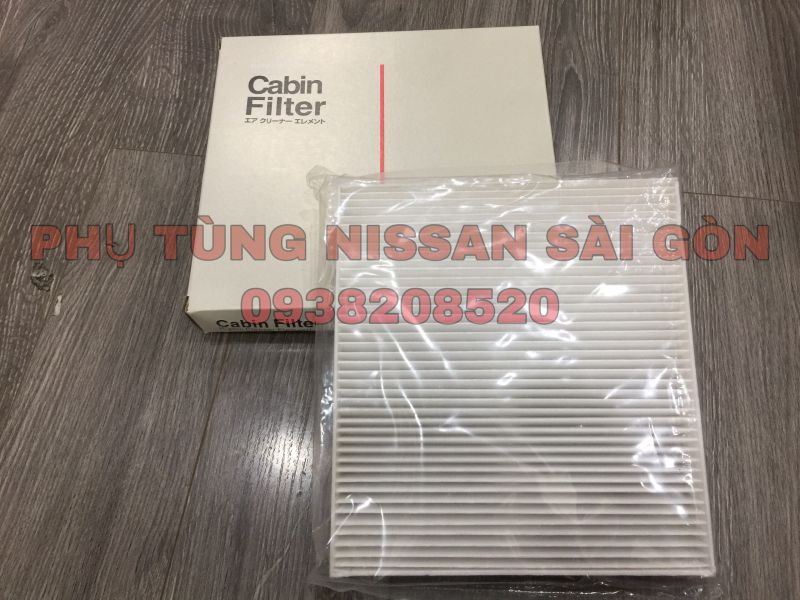 Cabin
Filter
エア クリーナー エレメント
PHỤ TÙNG NISSAN SÀI GÒN
0938208520
Cabin Filter